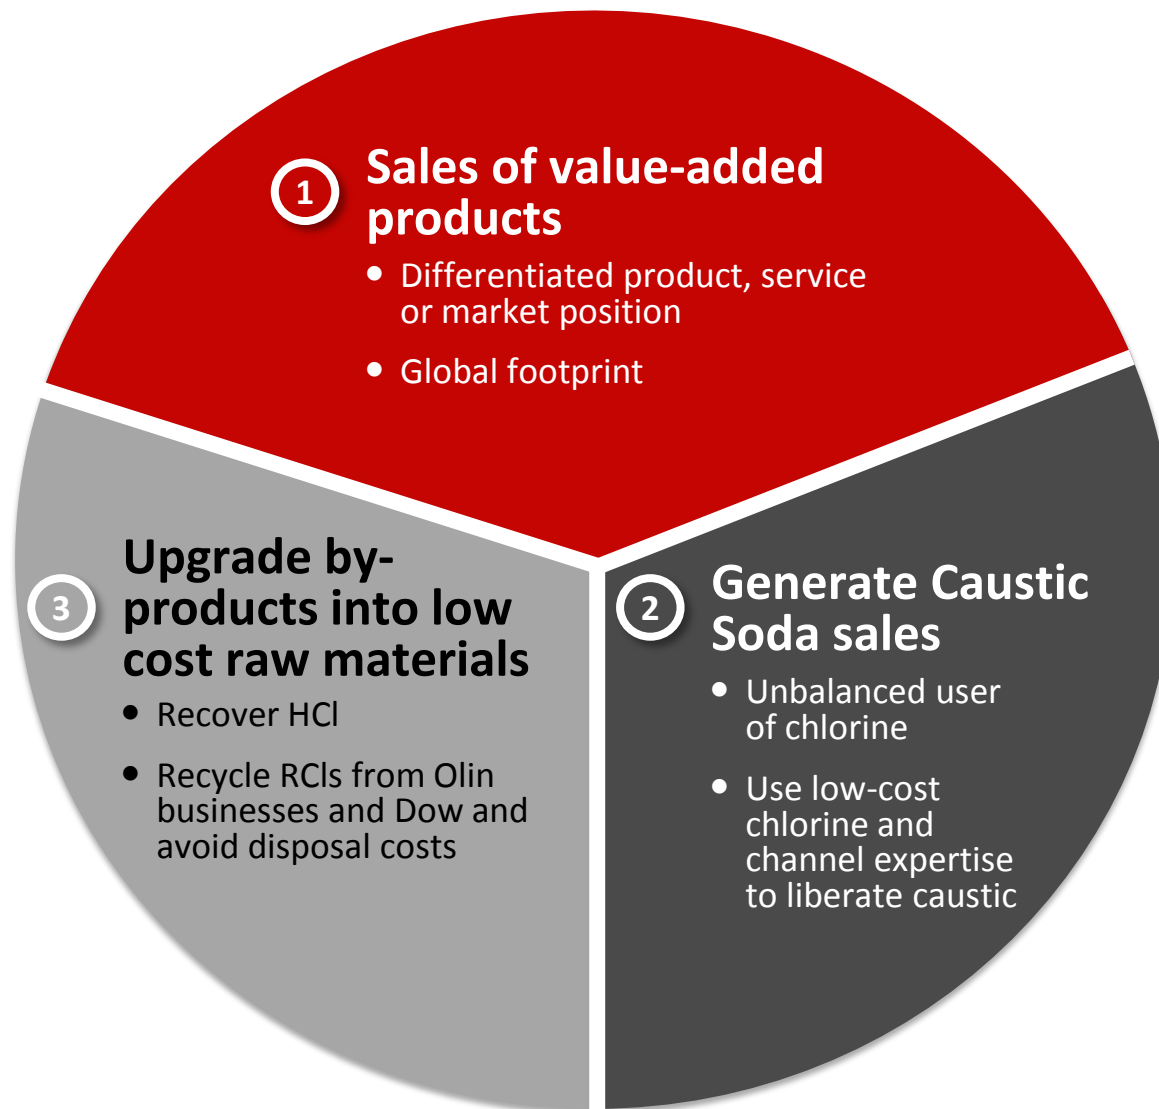 1
Sales of value-added
products
• Differentiated product, service
or market position
• Global footprint
2
Generate Caustic
Soda sales
• Unbalanced user
of chlorine
• Use low-cost
chlorine and
channel expertise
to liberate caustic
3
Upgrade by-
products into low
cost raw materials
• Recover HCl
• Recycle RCls from Olin
businesses and Dow and
avoid disposal costs